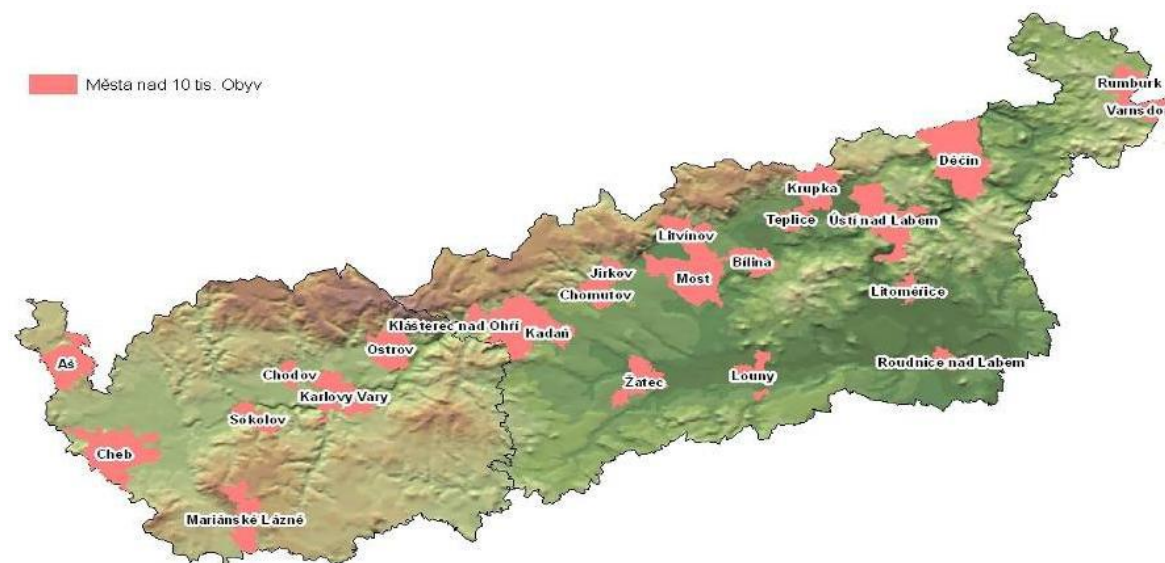 Města nad 10 tis. Obyv
Rumburk
Varnsdo
Děčín
Krupka
Teplice
Ústí nad Labem
Litvínov
Bílina
Jirkov
Most
Chomutov
Litoměřice
Klášterec nad Ohří
Kadaň
Ostrov
Roudnice nad Labem
Aš
Chodov
Žatec
Louny
Karlovy Vary
Sokolov
Cheb
Mariánské Lázně